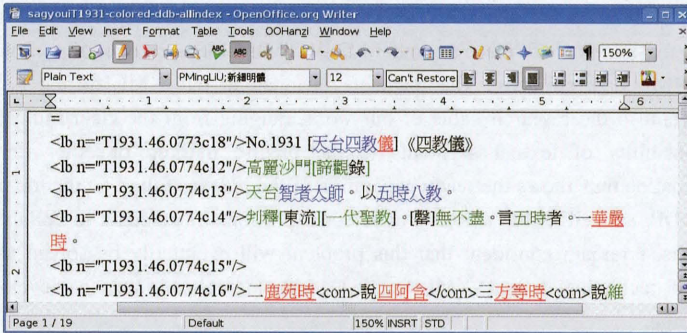 sagyouiT1931-colored-ddb-allindex - OpenOffice.org Writer
File Edit View Insert Format Table Tools OOHanzi Window Help
150%
Plain Text PMingLiU;新細明體 12 Can't Restore
1 2 3 4 5 6
<lb n="T1931.46.0773c18"/>No.1931 [天台四教儀]《四教儀》
<lb n="T1931.46.0774c12"/>高麗沙門[諦觀錄]
<lb n="T1931.46.0774c13"/>天台智者大師。以五時八教。
<lb n="T1931.46.0774c14"/>判釋[東流][一代聖教]。[罄]無不盡。言五時者。一華嚴
時。
<lb n="T1931.46.0774c15"/>
<lb n="T1931.46.0774c16"/>二鹿苑時<com>說四阿含</com>三方等時<com>說維
Page 1 / 19 Default 150% INSRT STD